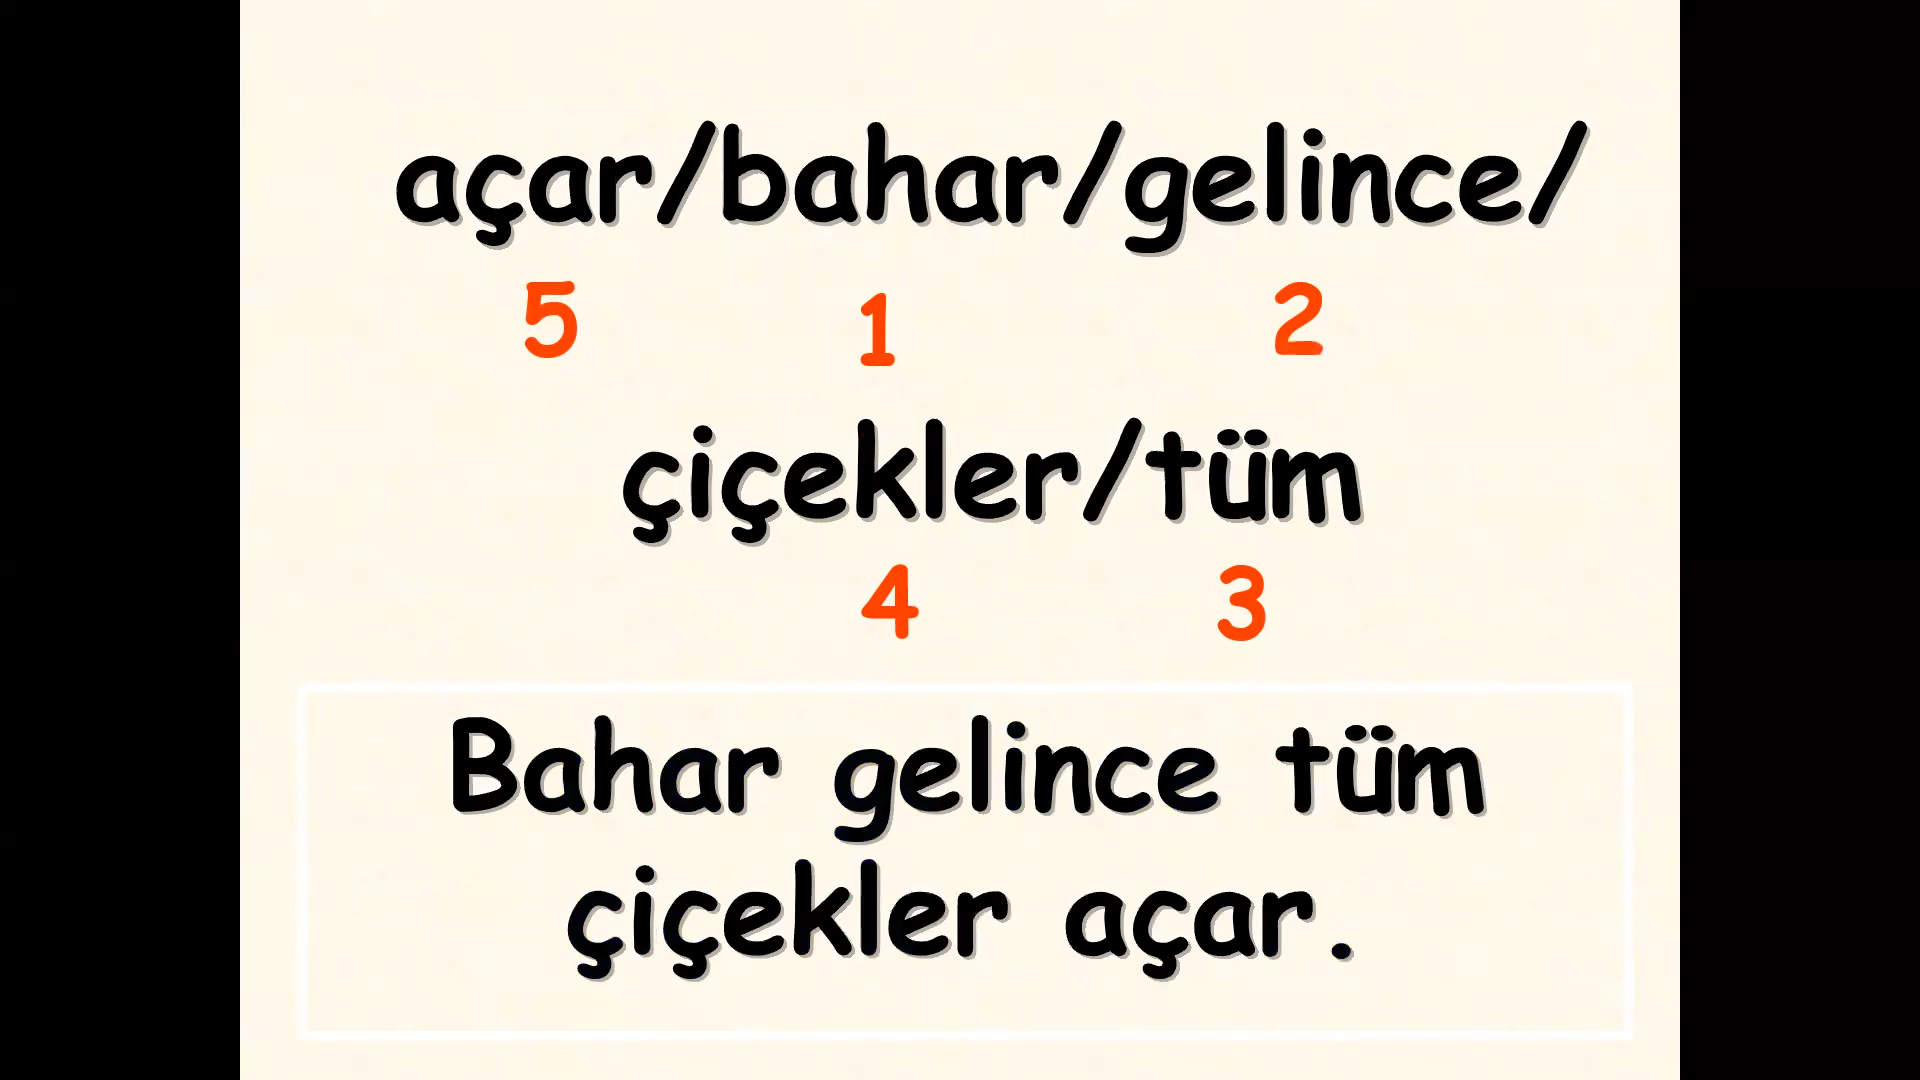 açar/bahar/gelince/
5 1 2
çiçekler/tüm
4 3
Bahar gelince tüm
çiçekler açar.